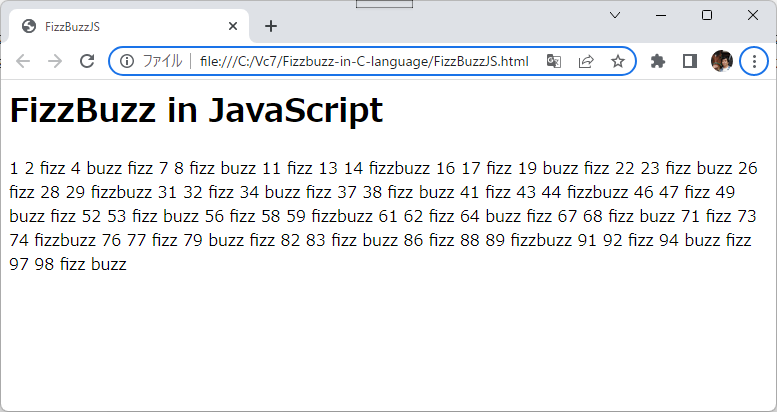 FizzBuzzJS
ファイル file:///C:/Vc7/Fizzbuzz-in-C-language/FizzBuzzJS.html
FizzBuzz in JavaScript
1 2 fizz 4 buzz fizz 7 8 fizz buzz 11 fizz 13 14 fizzbuzz 16 17 fizz 19 buzz fizz 22 23 fizz buzz 26
fizz 28 29 fizzbuzz 31 32 fizz 34 buzz fizz 37 38 fizz buzz 41 fizz 43 44 fizzbuzz 46 47 fizz 49
buzz fizz 52 53 fizz buzz 56 fizz 58 59 fizzbuzz 61 62 fizz 64 buzz fizz 67 68 fizz buzz 71 fizz 73
74 fizzbuzz 76 77 fizz 79 buzz fizz 82 83 fizz buzz 86 fizz 88 89 fizzbuzz 91 92 fizz 94 buzz fizz
97 98 fizz buzz